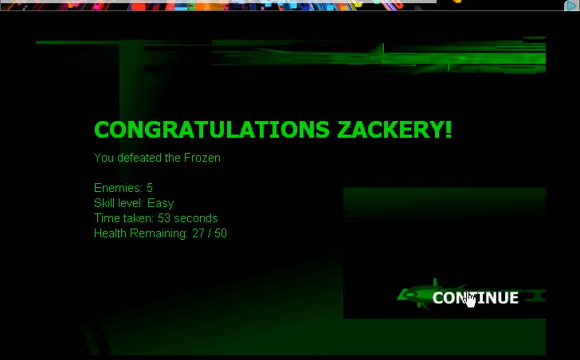 CONGRATULATIONS ZACKERY!
You defeated the Frozen
Enemies: 5
Skill level: Easy
Time taken: 53 seconds
Health Remaining: 27 / 50
CONTINUE